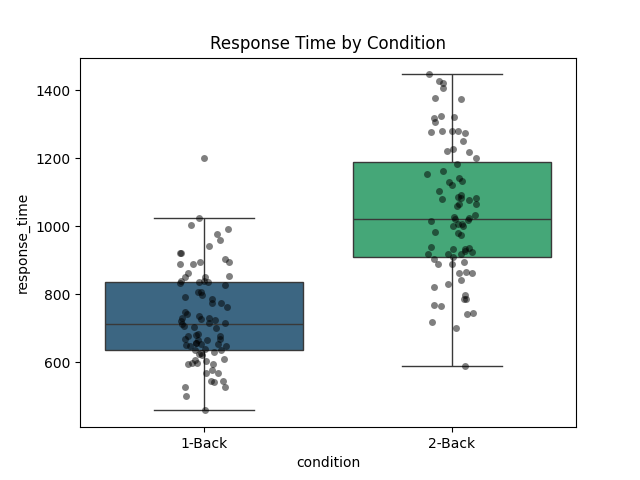 Response Time by Condition
response_time
1400
1200
1000
800
600
1-Back
2-Back
condition